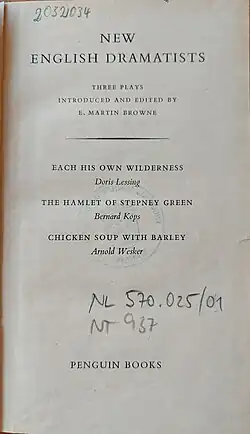 2032034
NEW
ENGLISH DRAMATISTS
THREE PLAYS
INTRODUCED AND EDITED BY
E. MARTIN BROWNE
EACH HIS OWN WILDERNESS
Doris Lessing
THE HAMLET OF STEPNEY GREEN
Bernard Kops
CHICKEN SOUP WITH BARLEY
Arnold Wesker
NL 570.025/01
NT 937
PENGUIN BOOKS